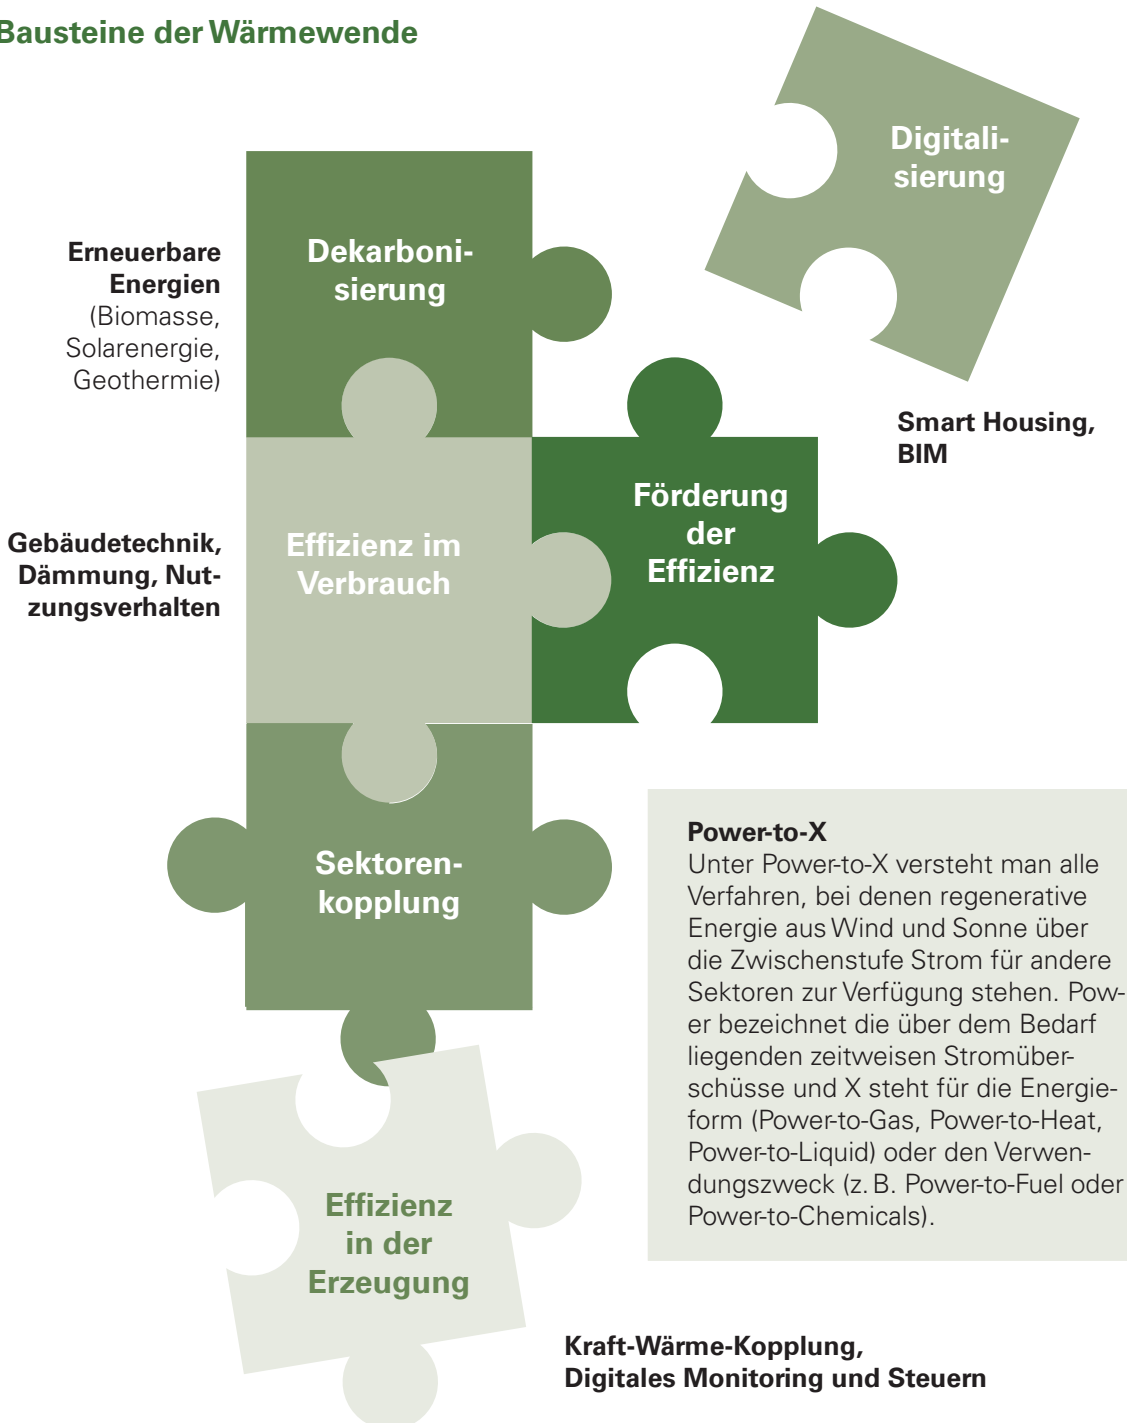 Bausteine der Wärmewende
Digitali-
sierung
Dekarboni-
sierung
Erneuerbare
Energien
(Biomasse,
Solarenergie,
Geothermie)
Smart Housing,
BIM
Förderung
der
Effizienz
Effizienz im
Verbrauch
Gebäudetechnik,
Dämmung, Nut-
zungsverhalten
Sektoren-
kopplung
Power-to-X
Unter Power-to-X versteht man alle
Verfahren, bei denen regenerative
Energie aus Wind und Sonne über
die Zwischenstufe Strom für andere
Sektoren zur Verfügung stehen. Pow-
er bezeichnet die über dem Bedarf
liegenden zeitweisen Stromüber-
schüsse und X steht für die Energie-
form (Power-to-Gas, Power-to-Heat,
Power-to-Liquid) oder den Verwen-
dungszweck (z. B. Power-to-Fuel oder
Power-to-Chemicals).
Effizienz
in der
Erzeugung
Kraft-Wärme-Kopplung,
Digitales Monitoring und Steuern